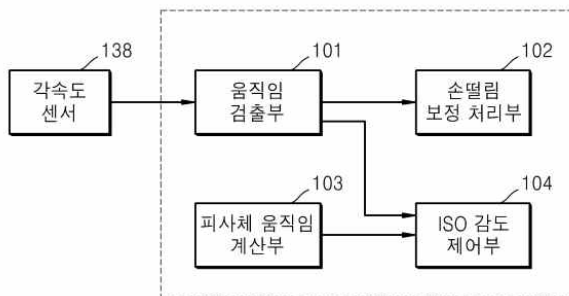 138
각속도
센서
101
움직임
검출부
102
손떨림
보정 처리부
103
피사체 움직임
계산부
104
ISO 감도
제어부